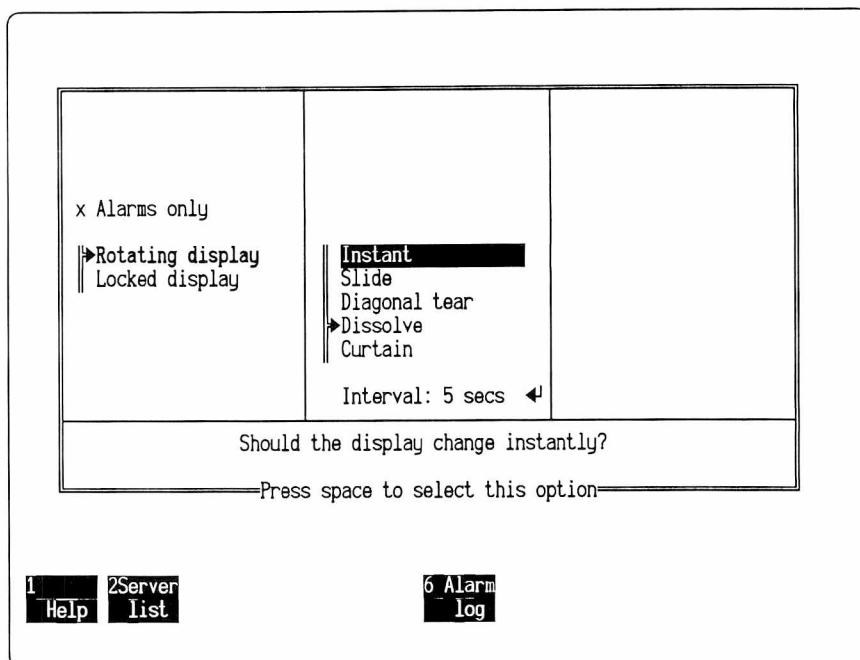 x Alarms only
Rotating display
Locked display
Instant
Slide
Diagonal tear
Dissolve
Curtain
Interval: 5 secs
Should the display change instantly?
Press space to select this option
1 Help
2Server list
6 Alarm log